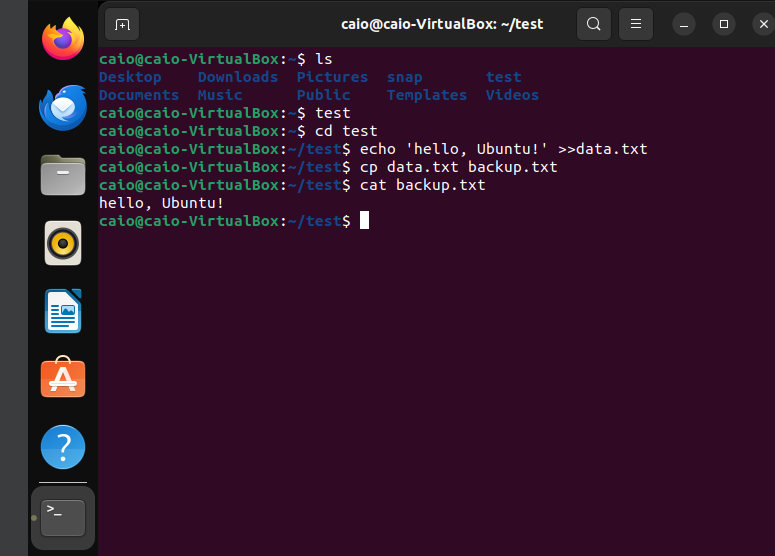 caio@caio-VirtualBox: ~/test
caio@caio-VirtualBox:~$ ls
Desktop Downloads Pictures snap test
Documents Music Public Templates Videos
caio@caio-VirtualBox:~$ test
caio@caio-VirtualBox:~$ cd test
caio@caio-VirtualBox:~/test$ echo 'hello, Ubuntu!' >>data.txt
caio@caio-VirtualBox:~/test$ cp data.txt backup.txt
caio@caio-VirtualBox:~/test$ cat backup.txt
hello, Ubuntu!
caio@caio-VirtualBox:~/test$